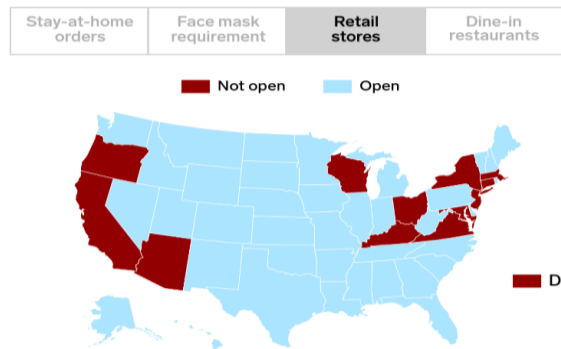 Stay-at-home
orders
Face mask
requirement
Retail
stores
Dine-in
restaurants
Not open
Open
D